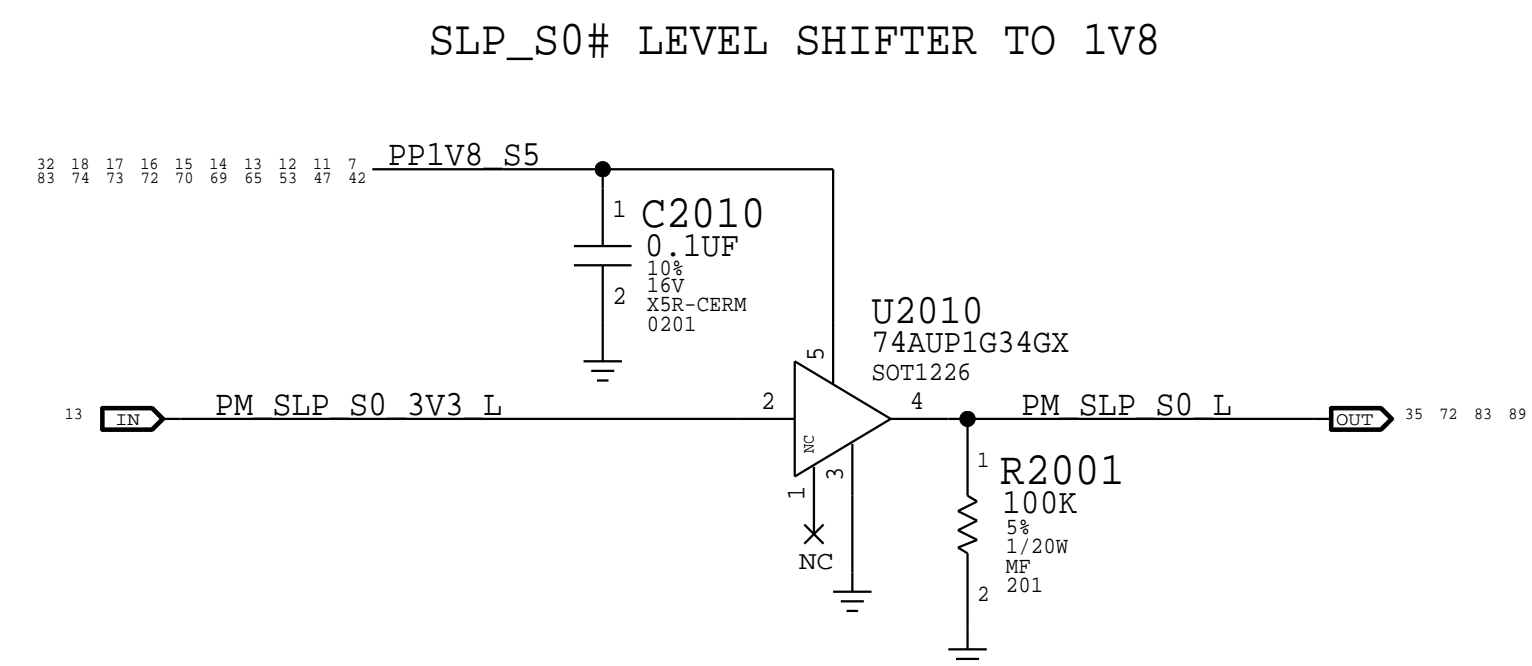 SLP_S0# LEVEL SHIFTER TO 1V8
32 18 17 16 15 14 13 12 11 7
83 74 73 72 70 69 65 53 47 42
PP1V8_S5
1
C2010
0.1UF
10%
16V
X5R-CERM
0201
2
U2010
74AUP1G34GX
SOT1226
5
13
IN
PM_SLP_S0_3V3_L
2
4
PM_SLP_S0_L
OUT
35 72 83 89
NC
1
3
NC
1
R2001
100K
5%
1/20W
MF
201
2